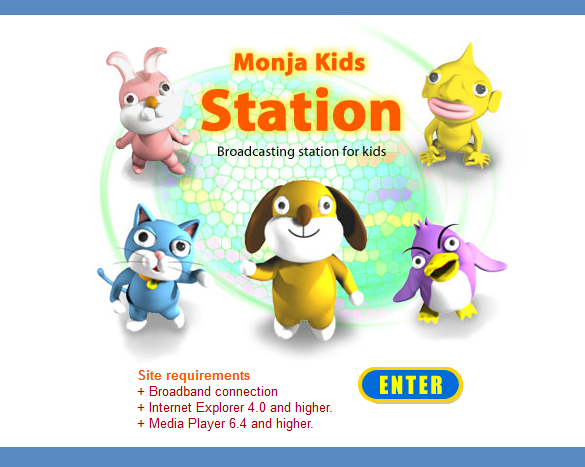 Monja Kids
Station
Broadcasting station for kids
Site requirements
+ Broadband connection
+ Internet Explorer 4.0 and higher.
+ Media Player 6.4 and higher.
ENTER